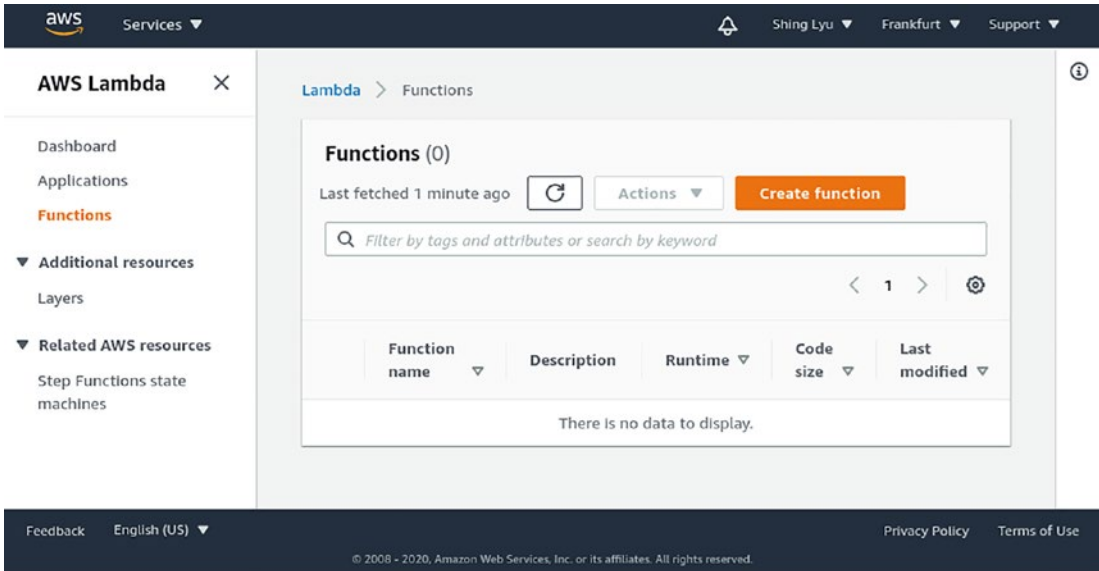 aws Services ▼ Shing Lyu ▼ Frankfurt ▼ Support ▼
AWS Lambda ×
Dashboard
Applications
Functions
▼ Additional resources
Layers
▼ Related AWS resources
Step Functions state
machines
Lambda > Functions
Functions (0)
Last fetched 1 minute ago Actions ▼ Create function
Filter by tags and attributes or search by keyword
< 1 >
Function name Description Runtime Code size Last modified
There is no data to display.
Feedback English (US) ▼ Privacy Policy Terms of Use
© 2008 - 2020, Amazon Web Services, Inc. or its affiliates. All rights reserved.